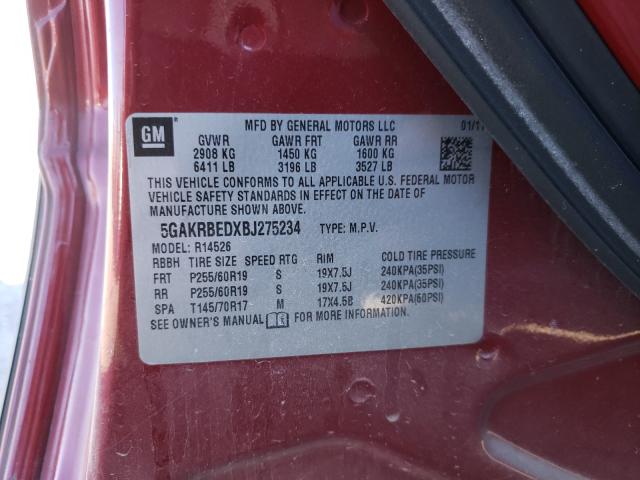 GM
MFD BY GENERAL MOTORS LLC 01/11
GVWR GAWR FRT GAWR RR
2908 KG 1450 KG 1600 KG
6411 LB 3196 LB 3527 LB
THIS VEHICLE CONFORMS TO ALL APPLICABLE U.S. FEDERAL MOTOR
VEHICLE SAFETY STANDARDS IN EFFECT ON THE DATE OF
MANUFACTURE SHOWN ABOVE.
5GAKRBEDXBJ275234 TYPE: M.P.V.
MODEL: R14526
RBBH TIRE SIZE SPEED RTG RIM COLD TIRE PRESSURE
FRT P255/60R19 S 19X7.5J 240KPA(35PSI)
RR P255/60R19 S 19X7.5J 240KPA(35PSI)
SPA T145/70R17 M 17X4.5B 420KPA(60PSI)
SEE OWNER'S MANUAL FOR MORE INFORMATION.